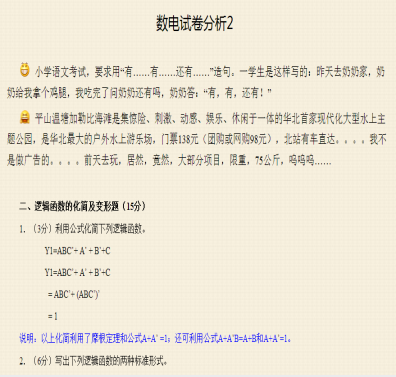 数电试卷分析2
小学语文考试，要求用“有……有……还有……”造句。一学生是这样写的：昨天去奶奶家，奶
奶给我拿个鸡腿，我吃完了问奶奶还有吗，奶奶答：“有，有，还有！”
平山温塘加勒比海滩是集惊险、刺激、动感、娱乐、休闲于一体的华北首家现代化大型水上主
题公园，是华北最大的户外水上游乐场，门票138元（团购或网购98元），北站有车直达。。。。我不
是做广告的。。。。前天去玩，居然，竟然，大部分项目，限重，75公斤，呜呜呜……
二、逻辑函数的化简及变形题（15分）
1．（3分）利用公式化简下列逻辑函数。
Y1=ABC'+ A' + B'+C
Y1=ABC'+ A' + B'+C
= ABC'+ (ABC')'
= 1
说明：以上化简利用了摩根定理和公式A+A' =1；还可利用公式A+A'B=A+B和A+A'=1。
2．（6分）写出下列逻辑函数的两种标准形式。